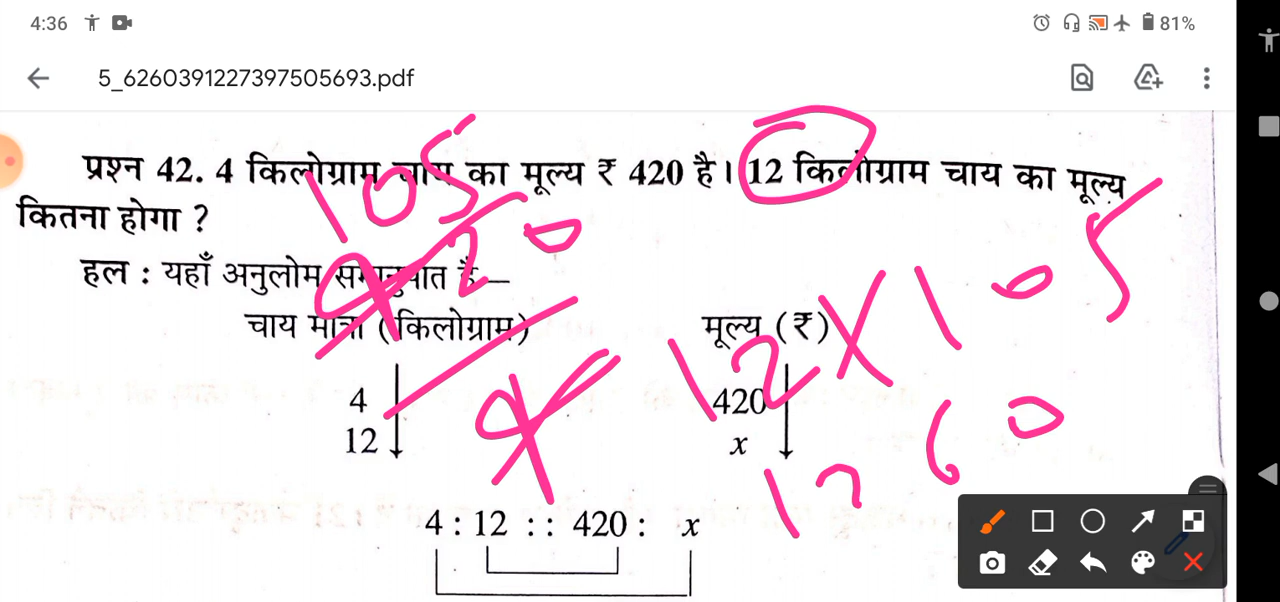 4:36 81%
5_6260391227397505693.pdf
प्रश्न 42. 4 किलोग्राम चाय का मूल्य ₹ 420 है। 12 किलोग्राम चाय का मूल्य
कितना होगा ?
हल : यहाँ अनुलोम समानुपात है—
चाय मात्रा (किलोग्राम) मूल्य (₹)
4 420
12 x
4 : 12 : : 420 : x
105
420
4
12 X 105
1260